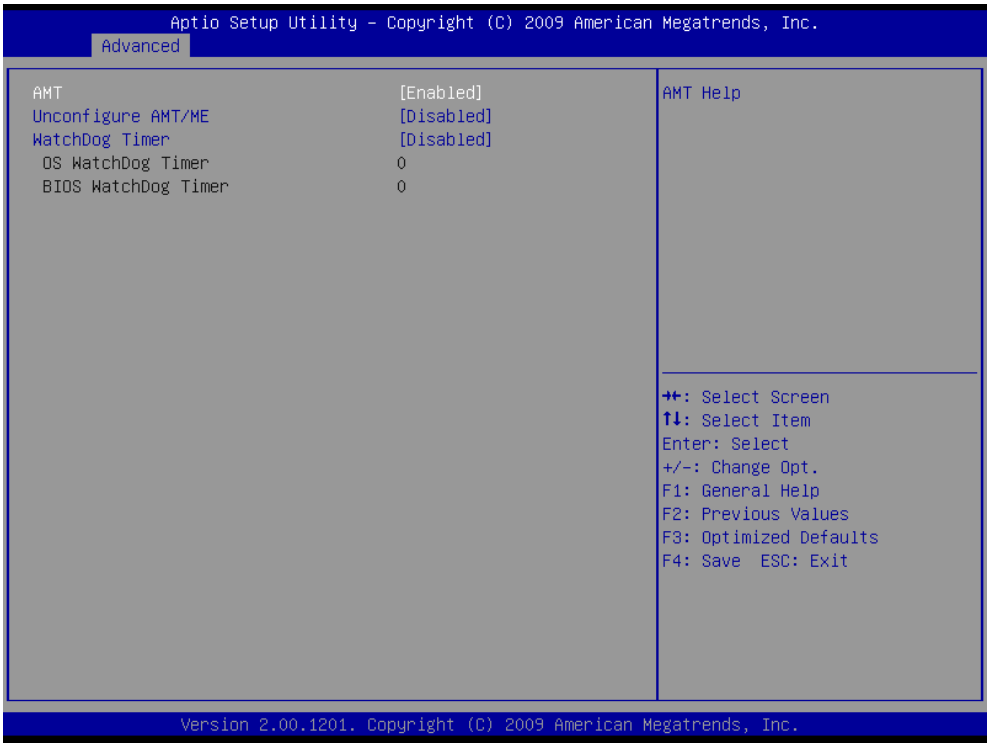 Aptio Setup Utility – Copyright (C) 2009 American Megatrends, Inc.
Advanced
AMT [Enabled]
Unconfigure AMT/ME [Disabled]
WatchDog Timer [Disabled]
OS WatchDog Timer 0
BIOS WatchDog Timer 0
AMT Help
→←: Select Screen
↑↓: Select Item
Enter: Select
+/-: Change Opt.
F1: General Help
F2: Previous Values
F3: Optimized Defaults
F4: Save ESC: Exit
Version 2.00.1201. Copyright (C) 2009 American Megatrends, Inc.